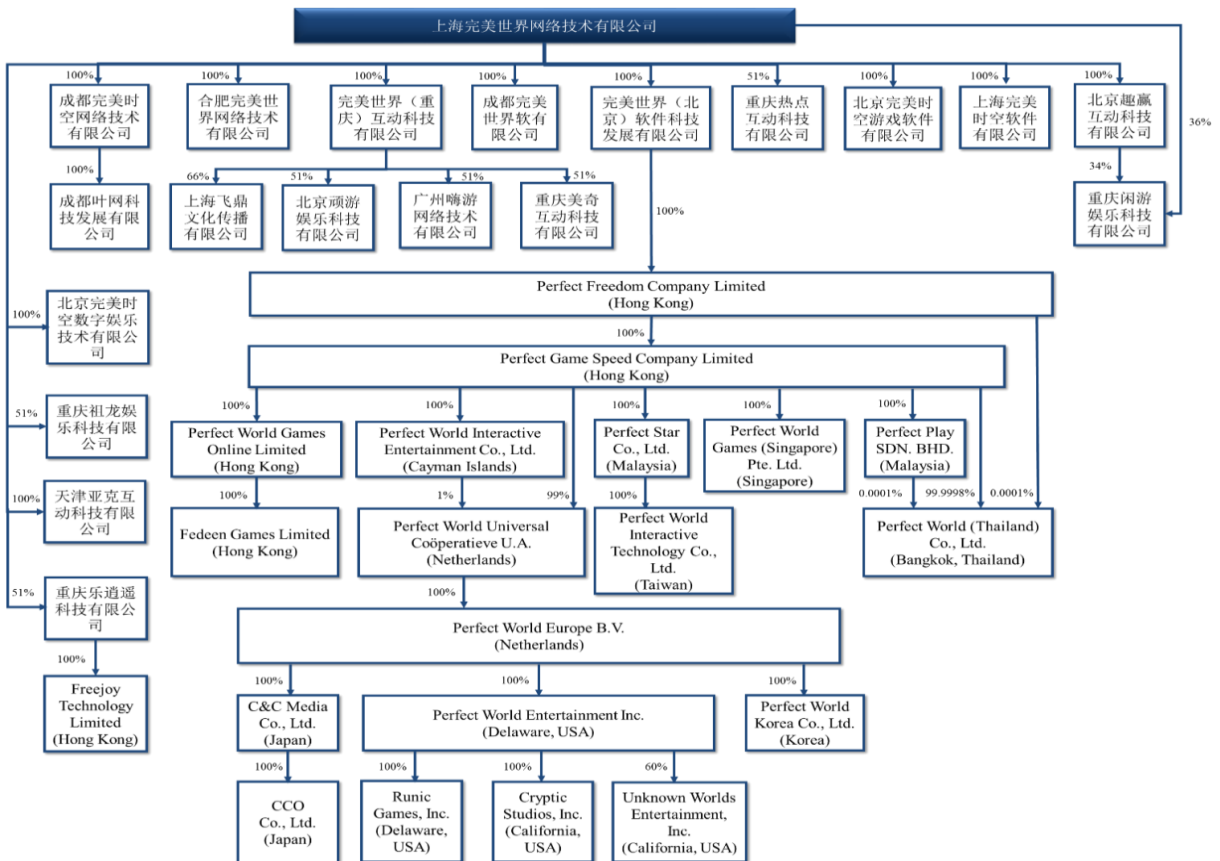 上海完美世界网络技术有限公司
100%
100%
100%
100%
100%
51%
100%
100%
100%
36%
成都完美时
空网络技术
有限公司
合肥完美世
界网络技术
有限公司
完美世界（重
庆）互动科技
有限公司
成都完美
世界软有
限公司
完美世界（北
京）软件科技
发展有限公司
重庆热点
互动科技
有限公司
北京完美时
空游戏软件
有限公司
上海完美
时空软件
有限公司
北京趣赢
互动科技
有限公司
100%
66%
51%
51%
51%
100%
34%
成都叶网科
技发展有限
公司
上海飞鼎
文化传播
有限公司
北京顽游
娱乐科技
有限公司
广州嗨游
网络技术
有限公司
重庆美奇
互动科技
有限公司
重庆闲游
娱乐科技
有限公司
Perfect Freedom Company Limited
(Hong Kong)
100%
北京完美时
空数字娱乐
技术有限公
司
100%
Perfect Game Speed Company Limited
(Hong Kong)
51%
重庆祖龙娱
乐科技有限
公司
100%
100%
100%
100%
100%
Perfect World Games
Online Limited
(Hong Kong)
Perfect World Interactive
Entertainment Co., Ltd.
(Cayman Islands)
Perfect Star
Co., Ltd.
(Malaysia)
Perfect World
Games (Singapore)
Pte. Ltd.
(Singapore)
Perfect Play
SDN. BHD.
(Malaysia)
100%
天津亚克互
动科技有限
公司
100%
1%
99%
100%
0.0001%
99.9998%
0.0001%
Fedeen Games Limited
(Hong Kong)
Perfect World Universal
Coöperatieve U.A.
(Netherlands)
Perfect World
Interactive
Technology Co.,
Ltd.
(Taiwan)
Perfect World (Thailand)
Co., Ltd.
(Bangkok, Thailand)
51%
重庆乐逍遥
科技有限公
司
100%
Perfect World Europe B.V.
(Netherlands)
100%
Freejoy
Technology
Limited
(Hong Kong)
100%
100%
100%
C&C Media
Co., Ltd.
(Japan)
Perfect World Entertainment Inc.
(Delaware, USA)
Perfect World
Korea Co., Ltd.
(Korea)
100%
100%
100%
60%
CCO
Co., Ltd.
(Japan)
Runic
Games, Inc.
(Delaware,
USA)
Cryptic
Studios, Inc.
(California,
USA)
Unknown Worlds
Entertainment,
Inc.
(California, USA)